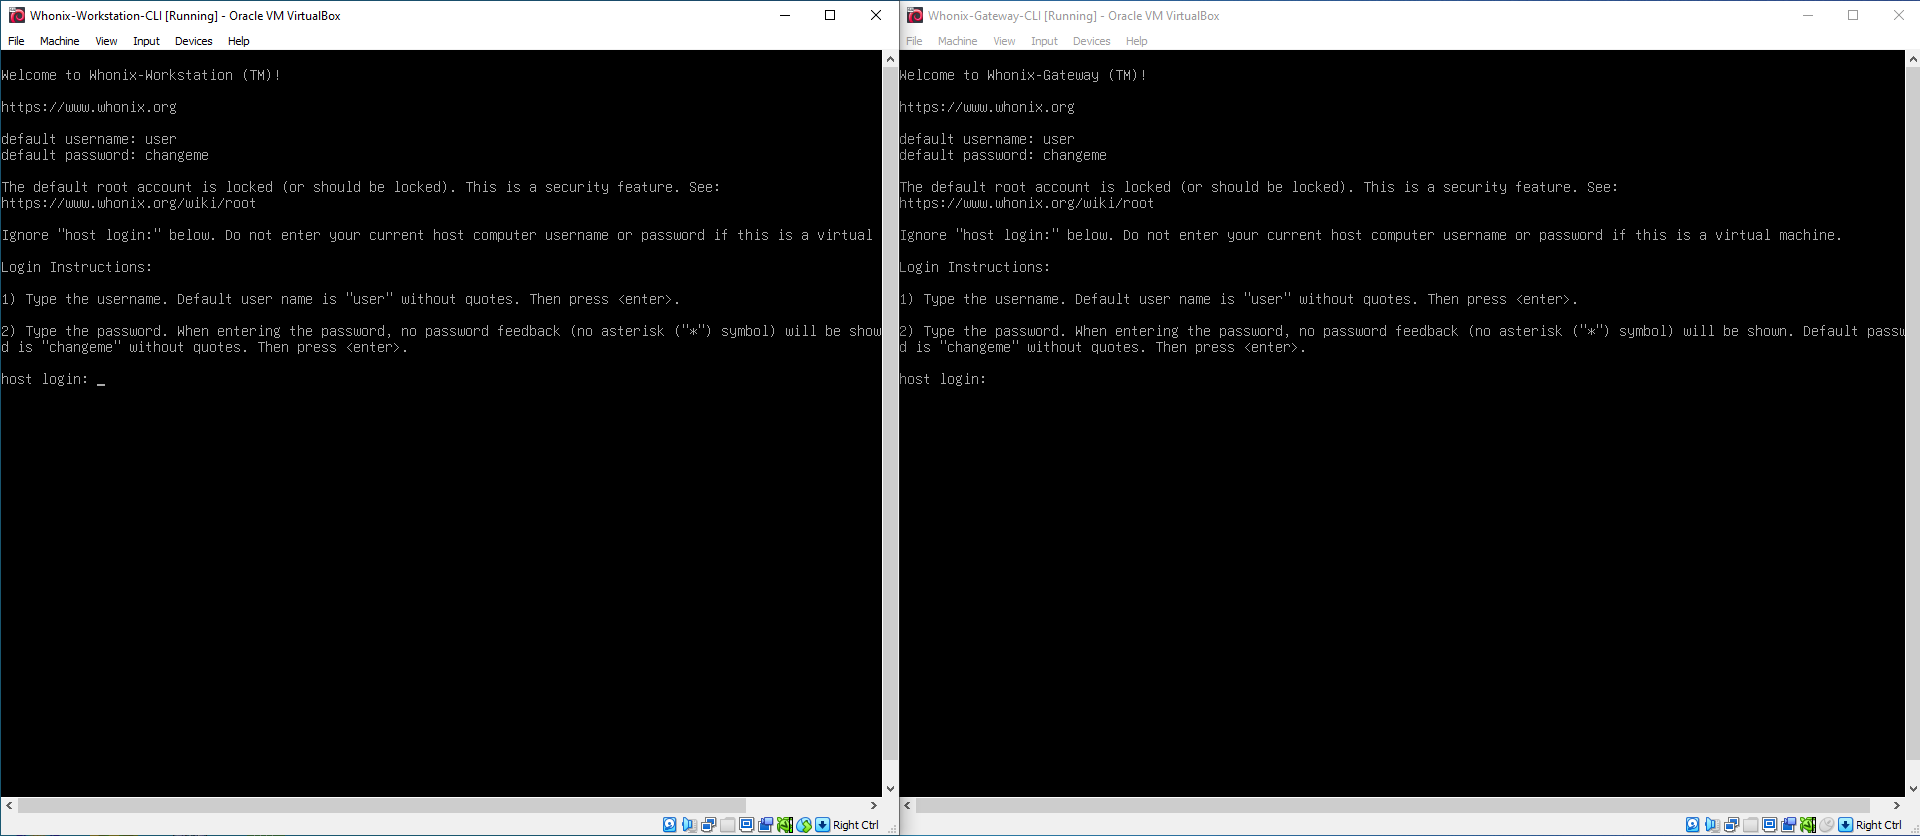 Whonix-Workstation-CLI [Running] - Oracle VM VirtualBox
File Machine View Input Devices Help
Welcome to Whonix-Workstation (TM)!
https://www.whonix.org
default username: user
default password: changeme
The default root account is locked (or should be locked). This is a security feature. See:
https://www.whonix.org/wiki/root
Ignore "host login:" below. Do not enter your current host computer username or password if this is a virtual
Login Instructions:
1) Type the username. Default user name is "user" without quotes. Then press <enter>.
2) Type the password. When entering the password, no password feedback (no asterisk ("*") symbol) will be show
d is "changeme" without quotes. Then press <enter>.
host login: _
Right Ctrl
Whonix-Gateway-CLI [Running] - Oracle VM VirtualBox
File Machine View Input Devices Help
Welcome to Whonix-Gateway (TM)!
https://www.whonix.org
default username: user
default password: changeme
The default root account is locked (or should be locked). This is a security feature. See:
https://www.whonix.org/wiki/root
Ignore "host login:" below. Do not enter your current host computer username or password if this is a virtual machine.
Login Instructions:
1) Type the username. Default user name is "user" without quotes. Then press <enter>.
2) Type the password. When entering the password, no password feedback (no asterisk ("*") symbol) will be shown. Default passw
d is "changeme" without quotes. Then press <enter>.
host login:
Right Ctrl